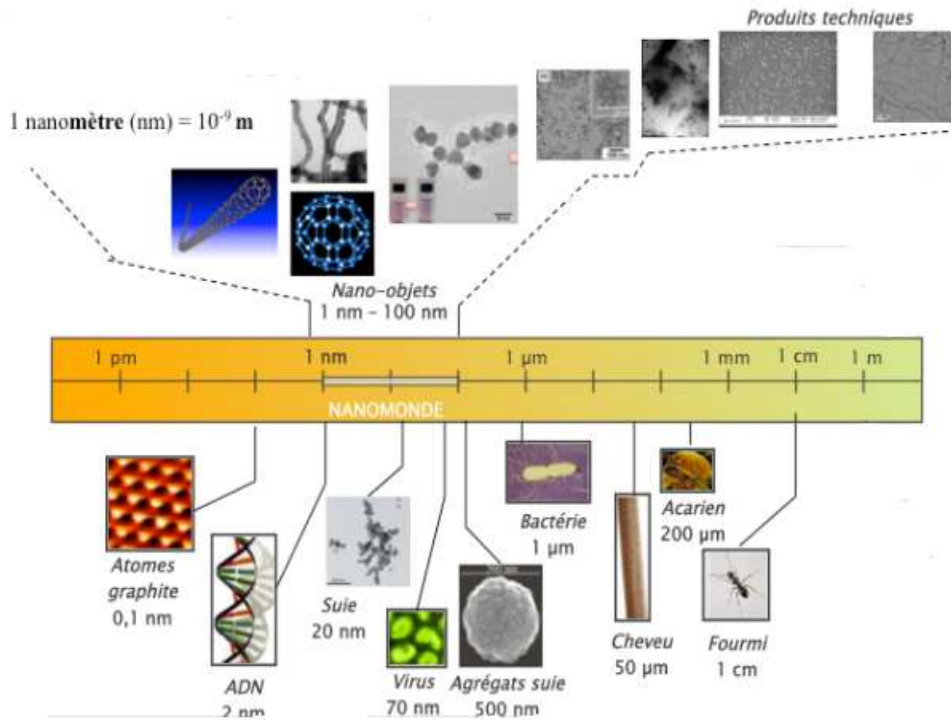 Produits techniques
1 nanomètre (nm) = 10⁻⁹ m
Nano-objets
1 nm – 100 nm
1 pm
1 nm
1 µm
1 mm
1 cm
1 m
NANOMONDE
Atomes
graphite
0,1 nm
ADN
2 nm
Suie
20 nm
Virus
70 nm
Agrégats suie
500 nm
Bactérie
1 µm
Cheveu
50 µm
Acarien
200 µm
Fourmi
1 cm